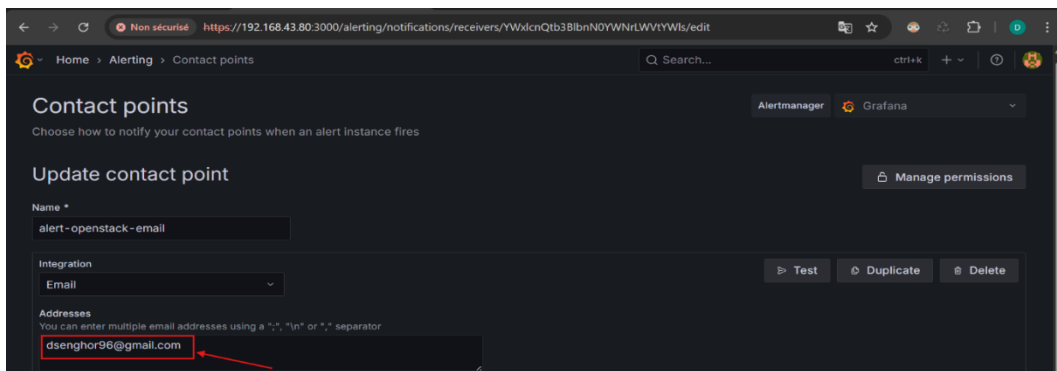 Non sécurisé https://192.168.43.80:3000/alerting/notifications/receivers/YWxlcnQtb3BlbnN0YWNrLWVtYWls/edit D
Home > Alerting > Contact points Search... ctrl+k
Contact points
Alertmanager Grafana
Choose how to notify your contact points when an alert instance fires
Update contact point
Manage permissions
Name *
alert-openstack-email
Integration
Email
Test Duplicate Delete
Addresses
You can enter multiple email addresses using a ";", "\n" or "," separator
dsenghor96@gmail.com